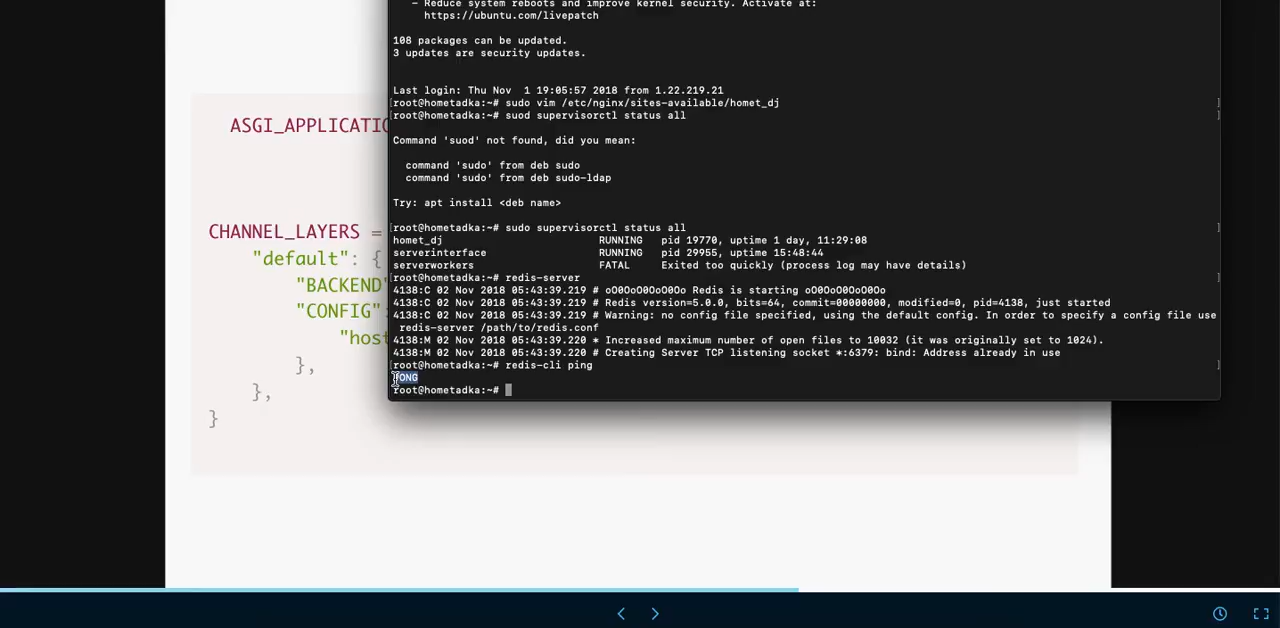 - Reduce system reboots and improve kernel security. Activate at:
https://ubuntu.com/livepatch
108 packages can be updated.
3 updates are security updates.
Last login: Thu Nov  1 19:05:57 2018 from 1.22.219.21
[root@hometadka:~# sudo vim /etc/nginx/sites-available/homet_dj ]
[root@hometadka:~# suod supervisorctl status all ]
Command 'suod' not found, did you mean:
command 'sudo' from deb sudo
command 'sudo' from deb sudo-ldap
Try: apt install <deb name>
[root@hometadka:~# sudo supervisorctl status all ]
homet_dj RUNNING pid 19770, uptime 1 day, 11:29:08
serverinterface RUNNING pid 29955, uptime 15:48:44
serverworkers FATAL Exited too quickly (process log may have details)
[root@hometadka:~# redis-server ]
4138:C 02 Nov 2018 05:43:39.219 # oO0OoO0OoO0Oo Redis is starting oO0OoO0OoO0Oo
4138:C 02 Nov 2018 05:43:39.219 # Redis version=5.0.0, bits=64, commit=00000000, modified=0, pid=4138, just started
4138:C 02 Nov 2018 05:43:39.219 # Warning: no config file specified, using the default config. In order to specify a config file use
redis-server /path/to/redis.conf
4138:M 02 Nov 2018 05:43:39.220 * Increased maximum number of open files to 10032 (it was originally set to 1024).
4138:M 02 Nov 2018 05:43:39.220 # Creating Server TCP listening socket *:6379: bind: Address already in use
[root@hometadka:~# redis-cli ping ]
PONG
root@hometadka:~#
ASGI_APPLICATIO
CHANNEL_LAYERS =
"default": {
"BACKEND"
"CONFIG":
"host
},
},
}